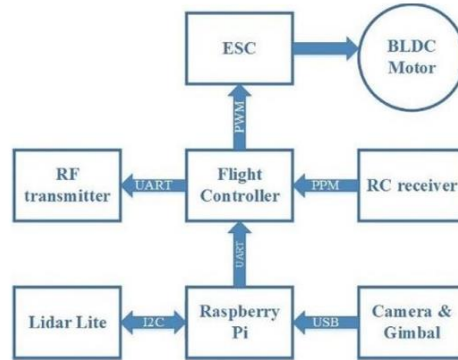 ESC
BLDC
Motor
PWM
RF
transmitter
UART
Flight
Controller
PPM
RC receiver
UART
Lidar Lite
I2C
Raspberry
Pi
USB
Camera &
Gimbal